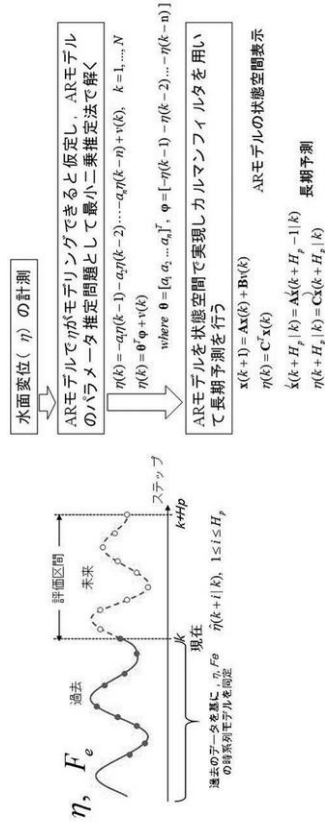 η, Fe
過去
評価区間
未来
ステップ
k
k+Hp
現在
η̂(k+i|k), 1≤i≤Hp
過去のデータを基に, η, Fe
の時系列モデルを同定
水面変位(η)の計測
ARモデルでηがモデリングできると仮定し, ARモデル
のパラメータ推定問題として最小二乗推定法で解く
η(k)=-a₁η(k-1)-a₂η(k-2)⋯-aₙη(k-n)+v(k), k=1,...,N
η(k)=θᵀφ+v(k)
where θ=[a₁ a₂ ... aₙ]ᵀ, φ=[-η(k-1)-η(k-2)...-η(k-n)]
ARモデルを状態空間で実現しカルマンフィルタを用い
て長期予測を行う
x(k+1)=Ax(k)+Bv(k)
η(k)=Cᵀx(k)
ARモデルの状態空間表示
x̂(k+Hp|k)=Ax̂(k+Hp-1|k)
η(k+Hp|k)=Cx̂(k+Hp|k)
長期予測